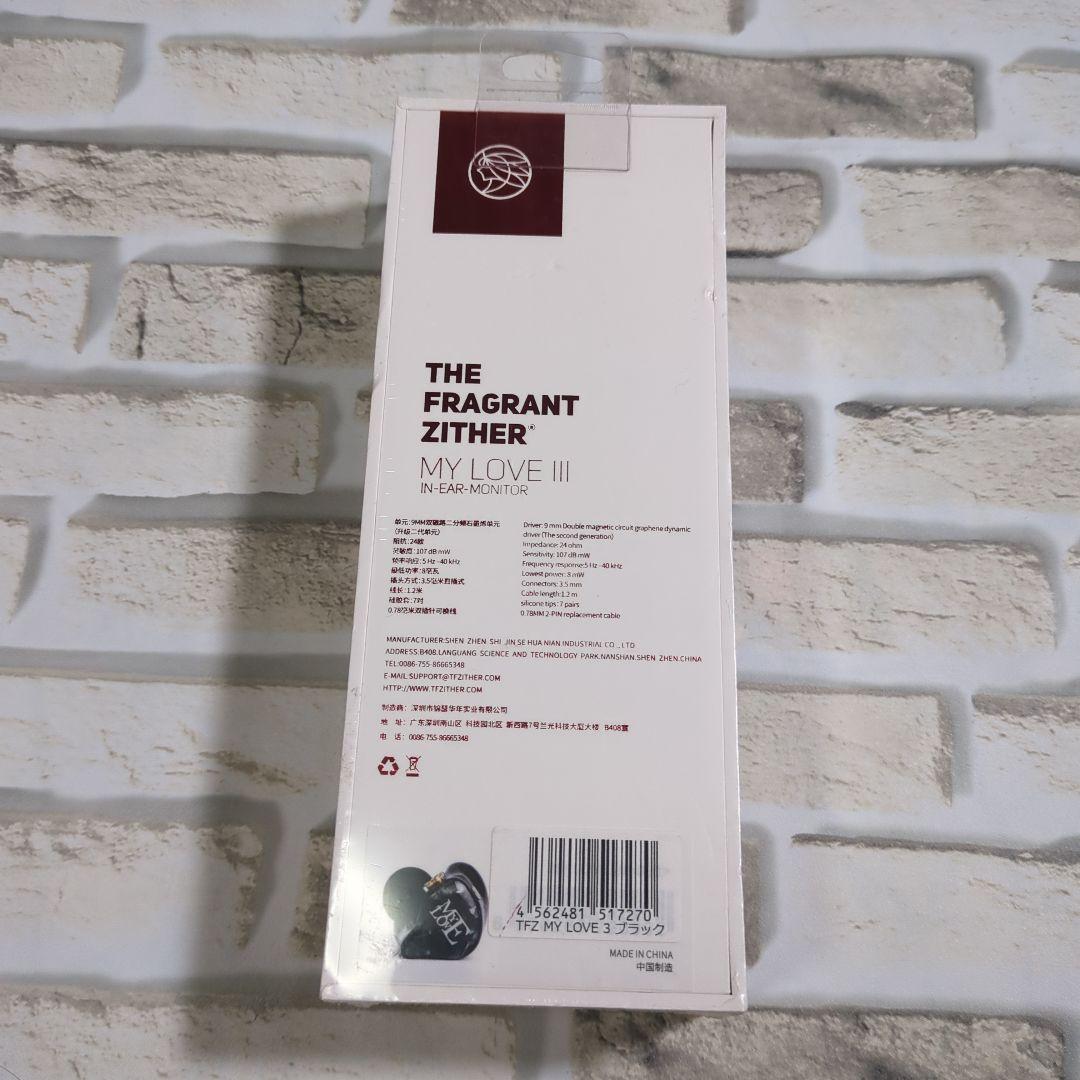 THE
FRAGRANT
ZITHER®
MY LOVE III
IN-EAR-MONITOR
单元:9MM双磁路二分频石墨烯单元
(升级二代单元)
阻抗:24欧
灵敏度:107 dB mW
频率响应:5 Hz -40 kHz
最低功率:8毫瓦
插头方式:3.5毫米直插式
线长:1.2米
硅胶套:7对
0.78毫米双插针可换线
Driver: 9 mm Double magnetic circuit graphene dynamic
driver (The second generation)
Impedance: 24 ohm
Sensitivity: 107 dB mW
Frequency response:5 Hz -40 kHz
Lowest power: 8 mW
Connectors: 3.5 mm
Cable length:1.2 m
silicone tips: 7 pairs
0.78MM 2-PIN replacement cable
MANUFACTURER:SHEN ZHEN SHI JIN SE HUA NIAN INDUSTRIAL CO., LTD
ADDRESS:B408.LANGUANG SCIENCE AND TECHNOLOGY PARK.NANSHAN.SHEN ZHEN.CHINA
TEL:0086-755-86665348
E-MAIL:SUPPORT@TFZITHER.COM
HTTP://WWW.TFZITHER.COM
制造商: 深圳市锦瑟华年实业有限公司
地 址: 广东深圳南山区 科技园北区 新西路7号兰光科技大厦大楼 B408室
电 话: 0086-755-86665348
MY
LOVE
4 562481 517270
TFZ MY LOVE 3 ブラック
MADE IN CHINA
中国制造